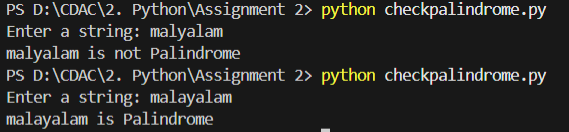 PS D:\CDAC\2. Python\Assignment 2> python checkpalindrome.py
Enter a string: malyalam
malyalam is not Palindrome
PS D:\CDAC\2. Python\Assignment 2> python checkpalindrome.py
Enter a string: malayalam
malayalam is Palindrome